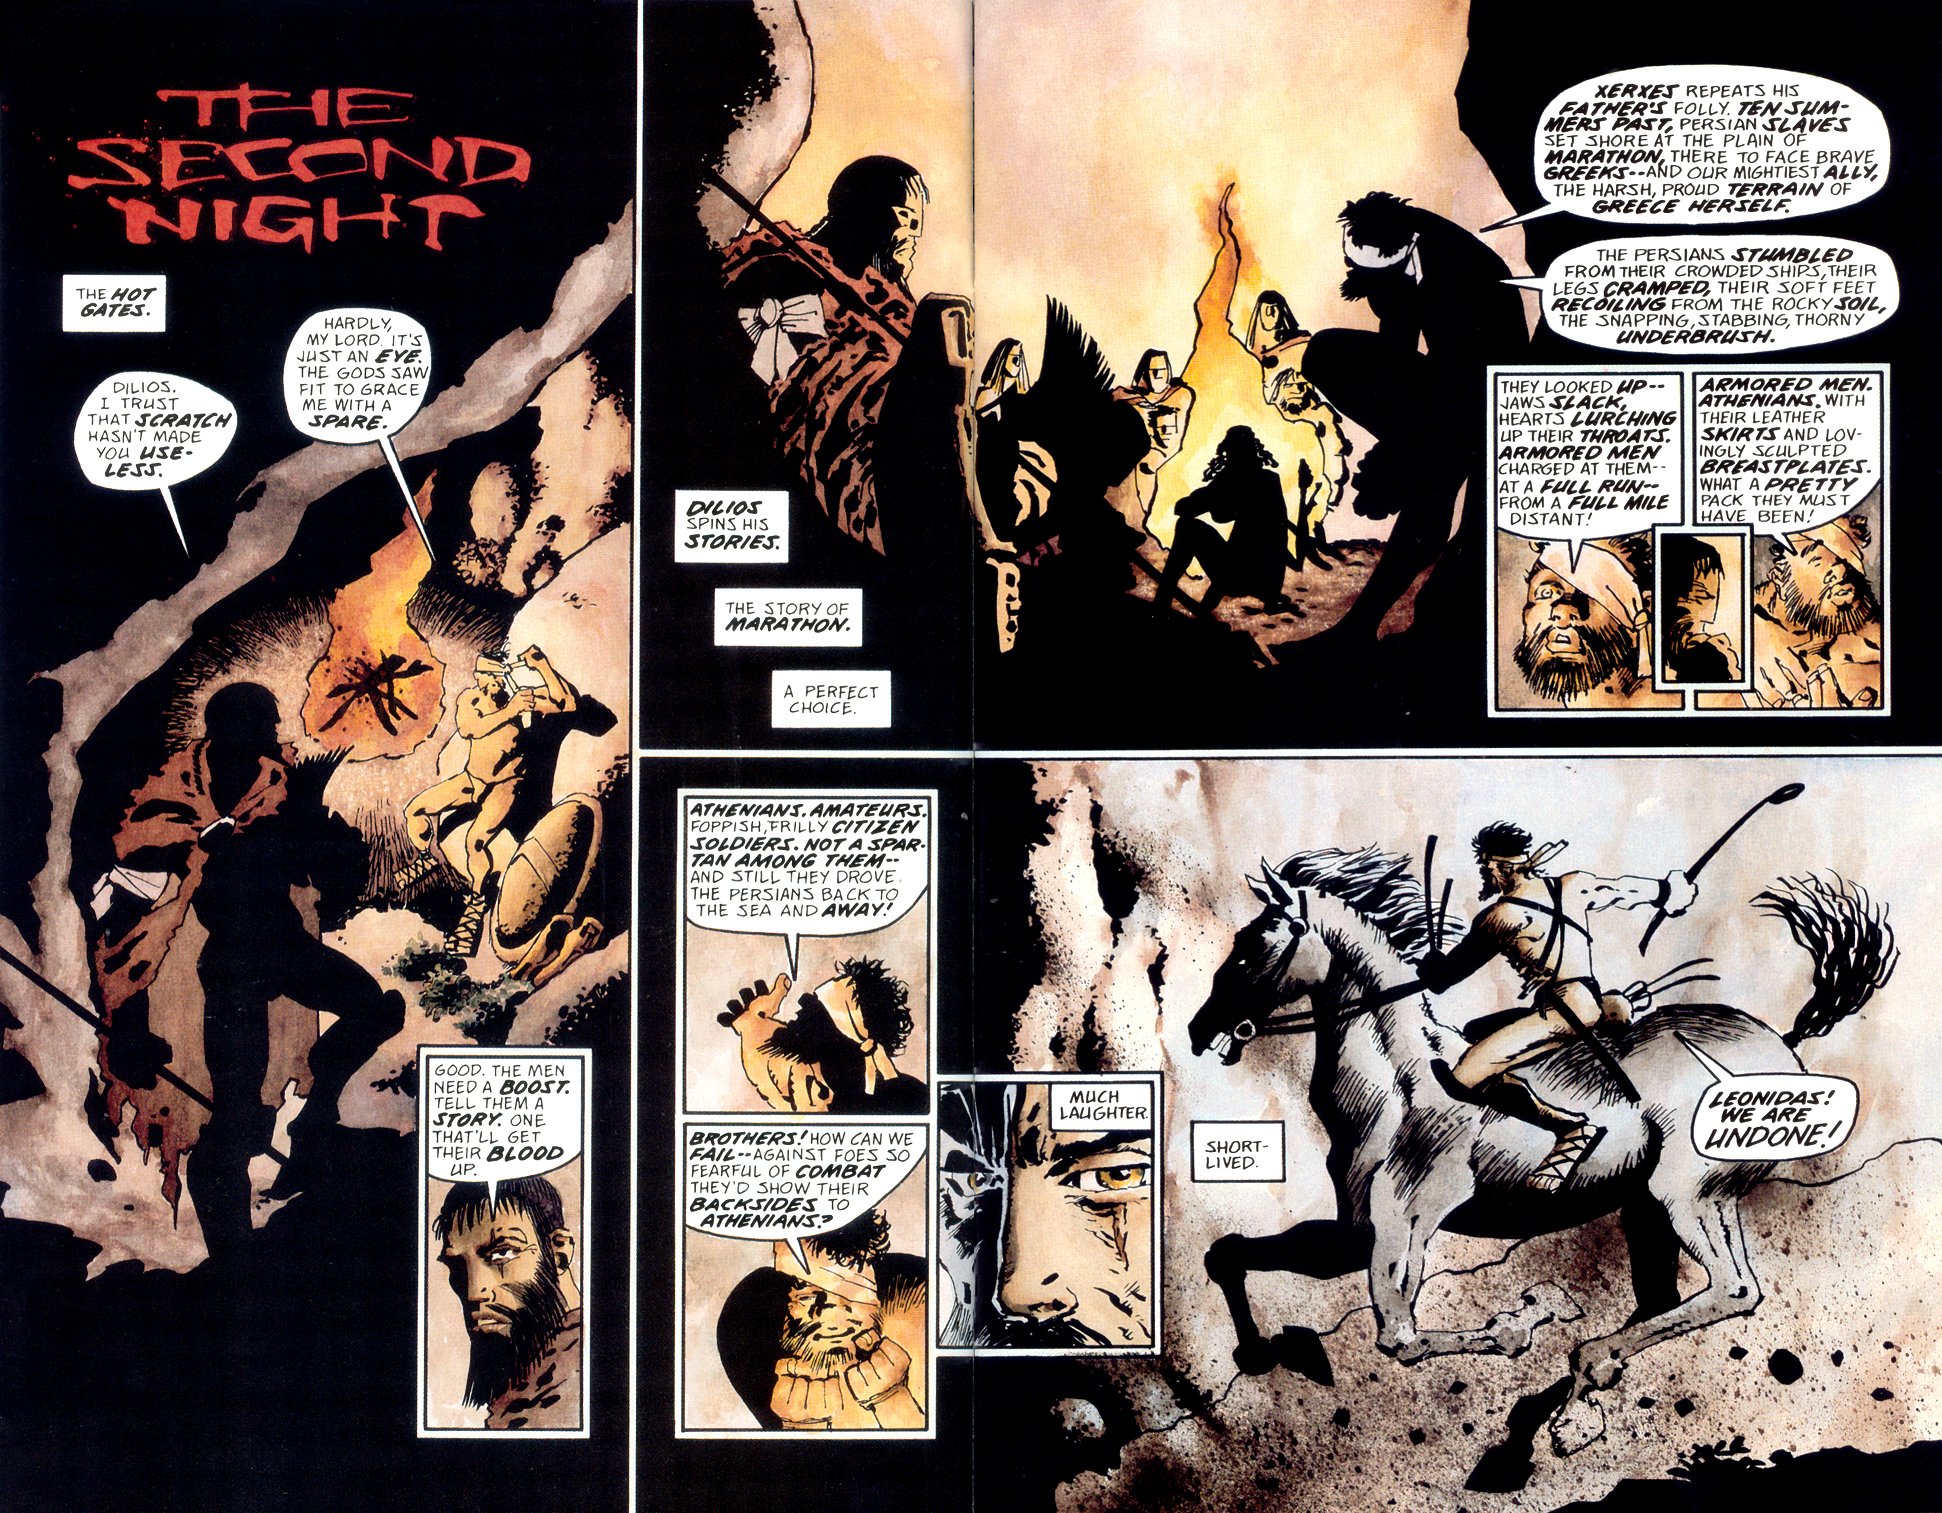 THE
SECOND
NIGHT
THE HOT
GATES.
DILIOS.
I TRUST
THAT SCRATCH
HASN'T MADE
YOU USE-
LESS.
HARDLY,
MY LORD. IT'S
JUST AN EYE.
THE GODS SAW
FIT TO GRACE
ME WITH A
SPARE.
GOOD. THE MEN
NEED A BOOST.
TELL THEM A
STORY. ONE
THAT'LL GET
THEIR BLOOD
UP.
DILIOS
SPINS HIS
STORIES.
THE STORY OF
MARATHON.
A PERFECT
CHOICE.
XERXES REPEATS HIS
FATHER'S FOLLY. TEN SUM-
MERS PAST, PERSIAN SLAVES
SET SHORE AT THE PLAIN OF
MARATHON, THERE TO FACE BRAVE
GREEKS--AND OUR MIGHTIEST ALLY,
THE HARSH, PROUD TERRAIN OF
GREECE HERSELF.
THE PERSIANS STUMBLED
FROM THEIR CROWDED SHIPS, THEIR
LEGS CRAMPED, THEIR SOFT FEET
RECOILING FROM THE ROCKY SOIL,
THE SNAPPING, STABBING, THORNY
UNDERBRUSH.
THEY LOOKED UP--
JAWS SLACK,
HEARTS LURCHING
UP THEIR THROATS.
ARMORED MEN
CHARGED AT THEM--
AT A FULL RUN--
FROM A FULL MILE
DISTANT!
ARMORED MEN.
ATHENIANS. WITH
THEIR LEATHER
SKIRTS AND LOV-
INGLY SCULPTED
BREASTPLATES.
WHAT A PRETTY
PACK THEY MUST
HAVE BEEN!
ATHENIANS. AMATEURS.
FOPPISH, FRILLY CITIZEN
SOLDIERS. NOT A SPAR-
TAN AMONG THEM--
AND STILL THEY DROVE
THE PERSIANS BACK TO
THE SEA AND AWAY!
BROTHERS! HOW CAN WE
FAIL--AGAINST FOES SO
FEARFUL OF COMBAT
THEY'D SHOW THEIR
BACKSIDES TO
ATHENIANS?
MUCH
LAUGHTER.
SHORT-
LIVED.
LEONIDAS!
WE ARE
UNDONE!